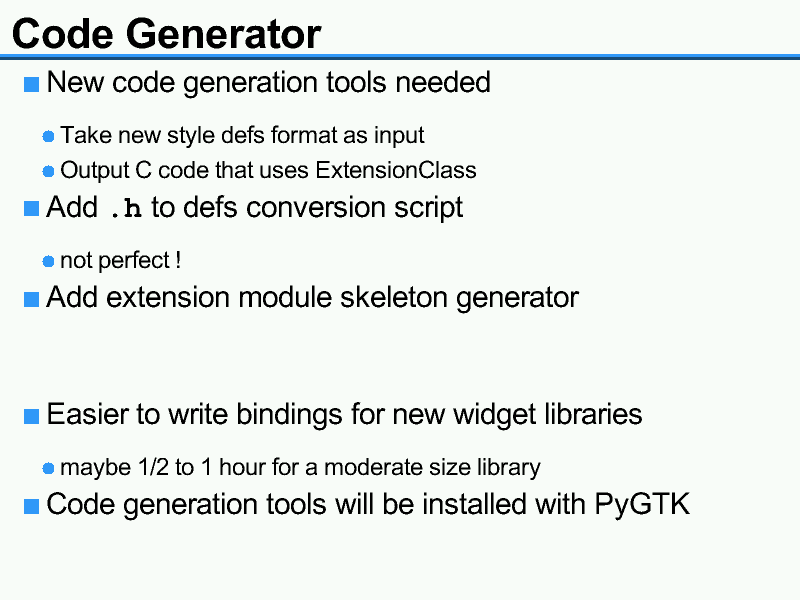 Code Generator
New code generation tools needed
Take new style defs format as input
Output C code that uses ExtensionClass
Add .h to defs conversion script
not perfect !
Add extension module skeleton generator
Easier to write bindings for new widget libraries
maybe 1/2 to 1 hour for a moderate size library
Code generation tools will be installed with PyGTK